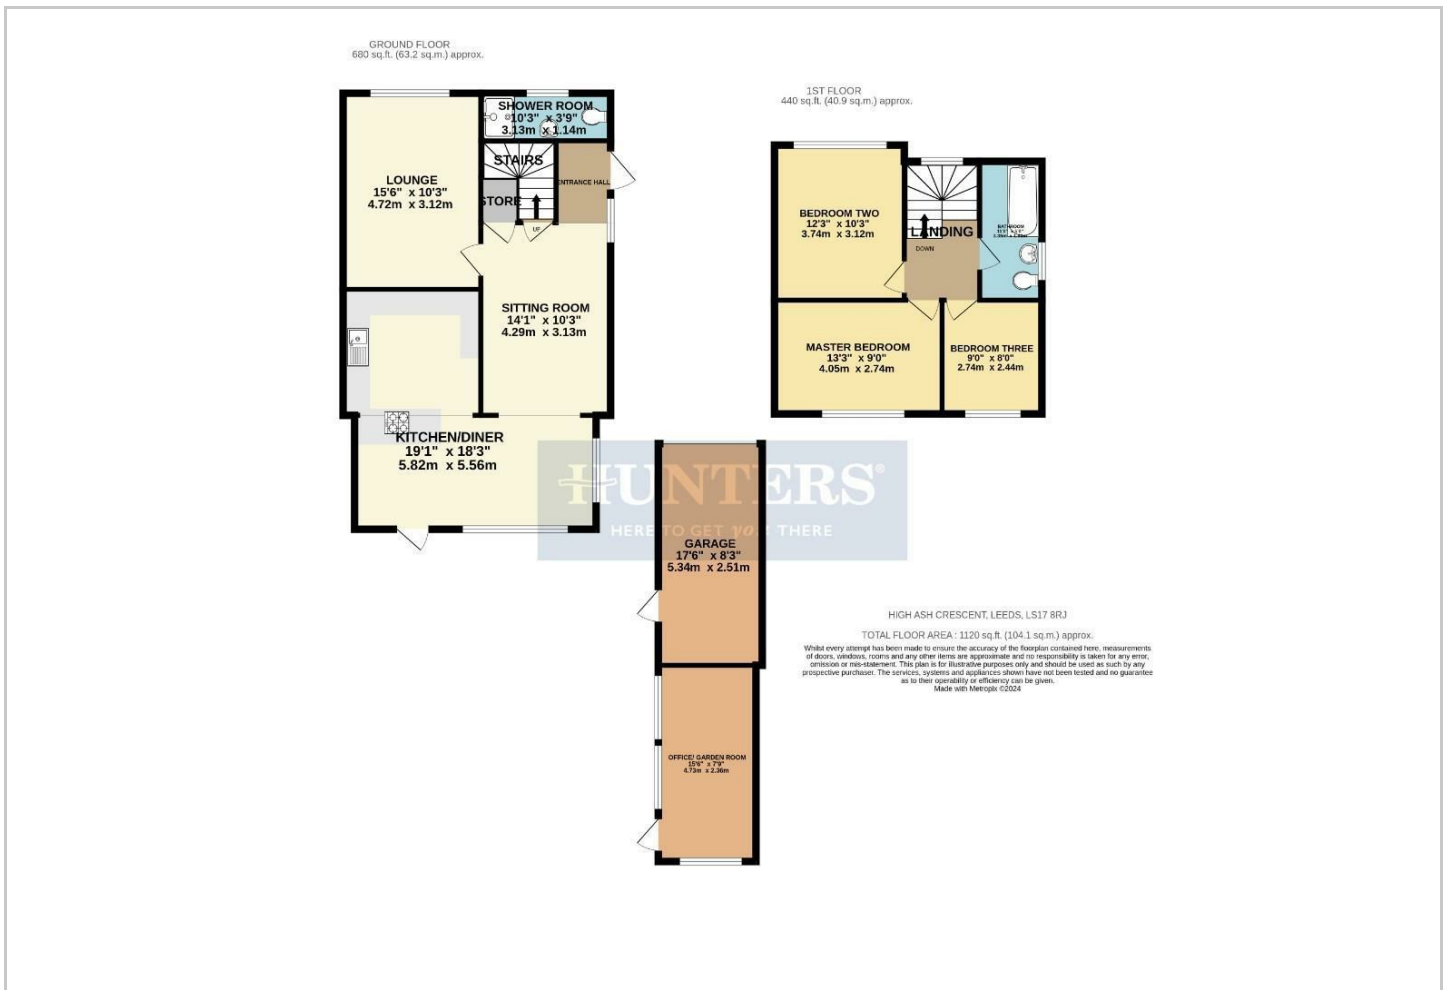 GROUND FLOOR
680 sq.ft. (63.2 sq.m.) approx.
SHOWER ROOM
10'3" x 3'9"
3.13m x 1.14m
STAIRS
ENTRANCE HALL
LOUNGE
15'6" x 10'3"
4.72m x 3.12m
STORE
UP
SITTING ROOM
14'1" x 10'3"
4.29m x 3.13m
KITCHEN/DINER
19'1" x 18'3"
5.82m x 5.56m
1ST FLOOR
440 sq.ft. (40.9 sq.m.) approx.
BEDROOM TWO
12'3" x 10'3"
3.74m x 3.12m
LANDING
DOWN
BATHROOM
MASTER BEDROOM
13'3" x 9'0"
4.05m x 2.74m
BEDROOM THREE
9'0" x 8'0"
2.74m x 2.44m
HUNTERS®
HERE TO GET you THERE
GARAGE
17'6" x 8'3"
5.34m x 2.51m
OFFICE/ GARDEN ROOM
15'6" x 7'9"
4.73m x 2.36m
HIGH ASH CRESCENT, LEEDS, LS17 8RJ
TOTAL FLOOR AREA : 1120 sq.ft. (104.1 sq.m.) approx.
Whilst every attempt has been made to ensure the accuracy of the floorplan contained here, measurements
of doors, windows, rooms and any other items are approximate and no responsibility is taken for any error,
omission or mis-statement. This plan is for illustrative purposes only and should be used as such by any
prospective purchaser. The services, systems and appliances shown have not been tested and no guarantee
as to their operability or efficiency can be given.
Made with Metropix ©2024